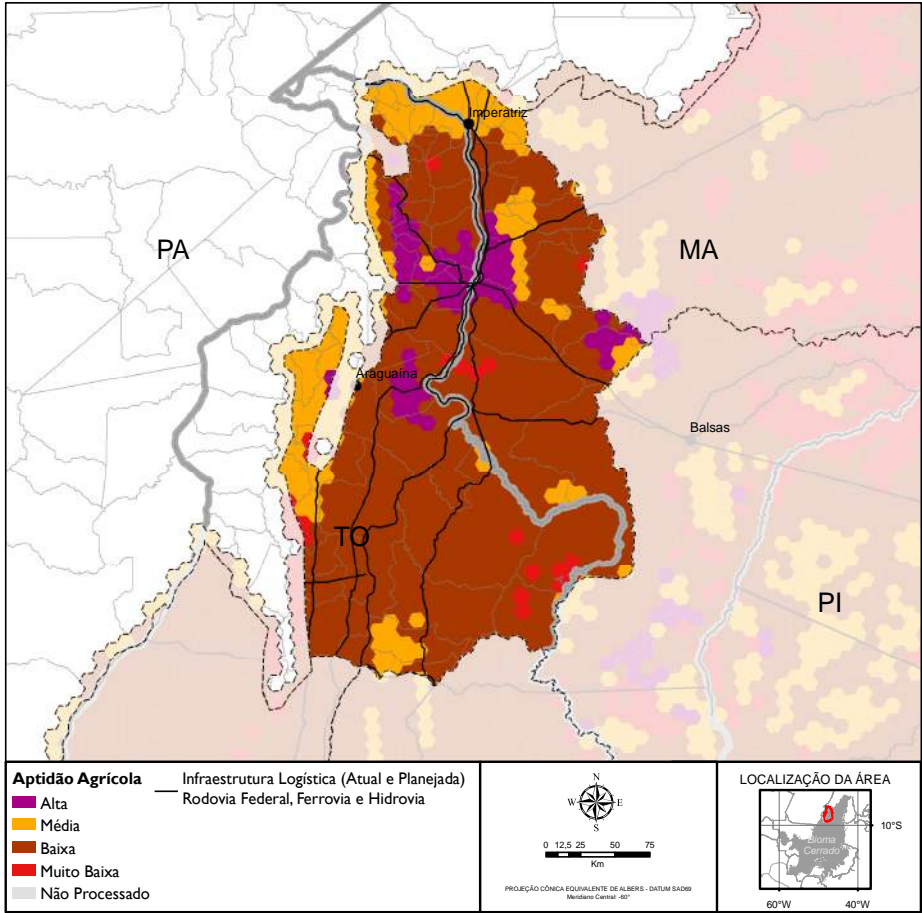 Imperatriz
PA
MA
Araguaína
Balsas
TO
PI
Aptidão Agrícola
Alta
Média
Baixa
Muito Baixa
Não Processado
Infraestrutura Logística (Atual e Planejada)
Rodovia Federal, Ferrovia e Hidrovia
N
W E
S
0 12,5 25 50 75
Km
PROJEÇÃO CÔNICA EQUIVALENTE DE ALBERS - DATUM SAD69
Meridiano Central: -60°
LOCALIZAÇÃO DA ÁREA
10°S
Bioma
Cerrado
60°W 40°W